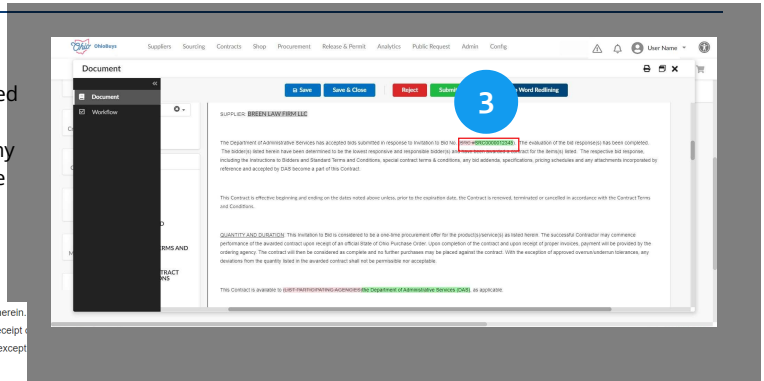 Ohio OhioBuys Suppliers Sourcing Contracts Shop Procurement Release & Permit Analytics Public Request Admin Config User Name
Document
Document
Workflow
Save Save & Close Reject Word Redlining
3
SUPPLIER: BREEN LAW FIRM LLC
The Department of Administrative Services has accepted bids submitted in response to Invitation to Bid No. The evaluation of the bid response(s) has been completed.
The bidder(s) listed herein have been determined to be the lowest responsive and responsible bidder(s) and have been awarded a contract for the items(s) listed. The respective bid response,
including the Instructions to Bidders and Standard Terms and Conditions, special contract terms & conditions, any bid addenda, specifications, pricing schedules and any attachments incorporated by
reference and accepted by DAS become a part of this Contract.
This Contract is effective beginning and ending on the dates noted above unless, prior to the expiration date, the Contract is renewed, terminated or cancelled in accordance with the Contract Terms
and Conditions.
QUANTITY AND DURATION: This Invitation to Bid is considered to be a one-time procurement offer for the product(s)/service(s) as listed herein. The successful Contractor may commence
performance of the awarded contract upon receipt of an official State of Ohio Purchase Order. Upon completion of the contract and upon receipt of proper invoices, payment will be provided by the
ordering agency. The contract will then be considered as complete and no further purchases may be placed against the contract. With the exception of approved overrun/underrun tolerances, any
deviations from the quantity listed in the awarded contract shall not be permissible nor acceptable.
This Contract is available to (LIST PARTICIPATING AGENCIES)the Department of Administrative Services (DAS), as applicable.
ERMS AND
TRACT
ONS
ed
ny
e
herein.
eceipt
except